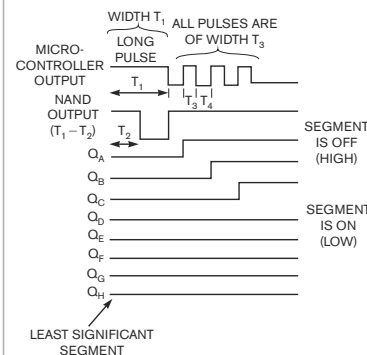 WIDTH T1
ALL PULSES ARE
OF WIDTH T3
LONG
PULSE
MICRO-
CONTROLLER
OUTPUT
T1
T3 T4
NAND
OUTPUT
(T1 – T2)
T2
SEGMENT
IS OFF
(HIGH)
QA
QB
QC
QD
QE
QF
QG
QH
SEGMENT
IS ON
(LOW)
LEAST SIGNIFICANT
SEGMENT